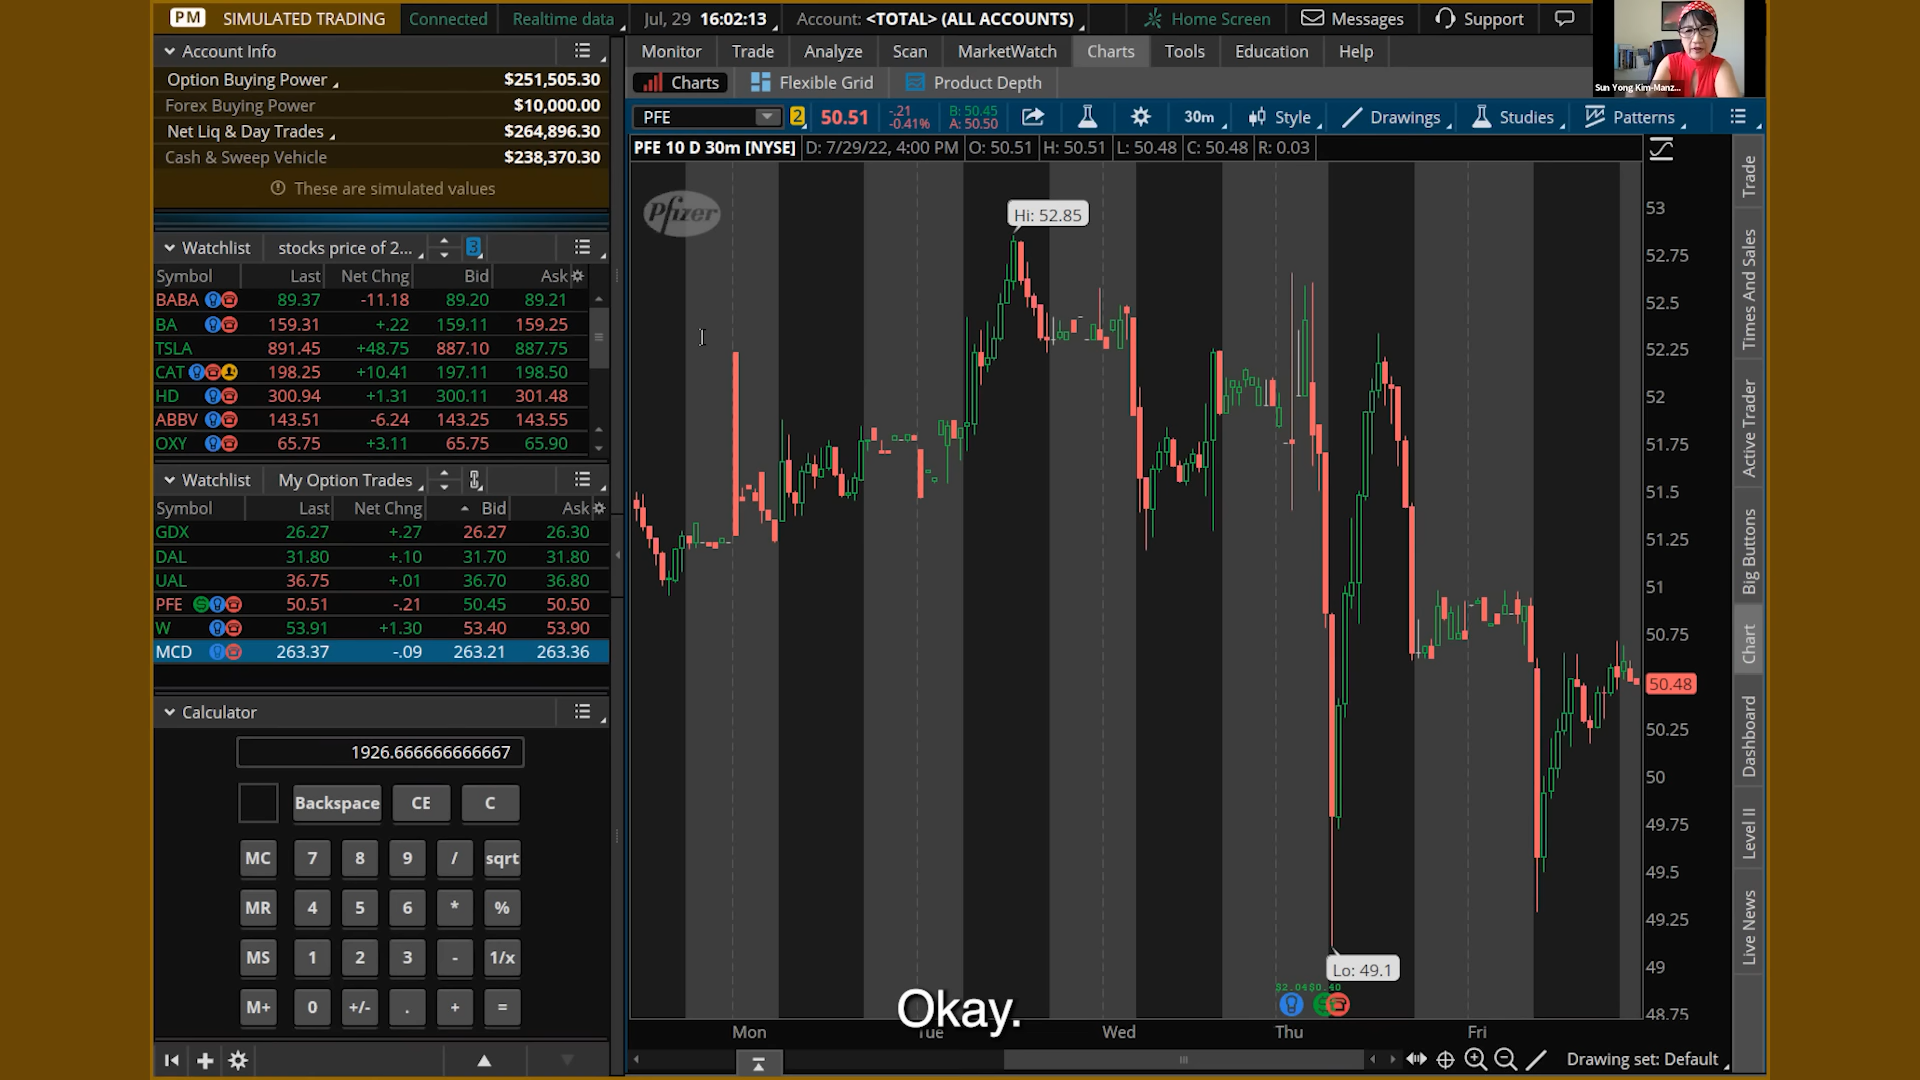 PM SIMULATED TRADING Connected Realtime data Jul, 29 16:02:13 Account: <TOTAL> (ALL ACCOUNTS) Home Screen Messages Support
Sun Yong Kim-Manz...
Account Info
Option Buying Power $251,505.30
Forex Buying Power $10,000.00
Net Liq & Day Trades $264,896.30
Cash & Sweep Vehicle $238,370.30
These are simulated values
Watchlist stocks price of 2... 3
Symbol Last Net Chng Bid Ask
BABA 89.37 -11.18 89.20 89.21
BA 159.31 +.22 159.11 159.25
TSLA 891.45 +48.75 887.10 887.75
CAT 198.25 +10.41 197.11 198.50
HD 300.94 +1.31 300.11 301.48
ABBV 143.51 -6.24 143.25 143.55
OXY 65.75 +3.11 65.75 65.90
Watchlist My Option Trades
Symbol Last Net Chng Bid Ask
GDX 26.27 +.27 26.27 26.30
DAL 31.80 +.10 31.70 31.80
UAL 36.75 +.01 36.70 36.80
PFE 50.51 -.21 50.45 50.50
W 53.91 +1.30 53.40 53.90
MCD 263.37 -.09 263.21 263.36
Calculator
1926.666666666667
Backspace CE C
MC 7 8 9 / sqrt
MR 4 5 6 * %
MS 1 2 3 - 1/x
M+ 0 +/- . + =
Monitor Trade Analyze Scan MarketWatch Charts Tools Education Help
Charts Flexible Grid Product Depth
PFE 2 50.51 -.21 -0.41% B: 50.45 A: 50.50 30m Style Drawings Studies Patterns
PFE 10 D 30m [NYSE] D: 7/29/22, 4:00 PM O: 50.51 H: 50.51 L: 50.48 C: 50.48 R: 0.03
Pfizer
Hi: 52.85
Lo: 49.1
$2.04$0.40
53
52.75
52.5
52.25
52
51.75
51.5
51.25
51
50.75
50.48
50.25
50
49.75
49.5
49.25
49
48.75
Mon Tue Wed Thu Fri
Okay.
Drawing set: Default
Trade
Times And Sales
Active Trader
Big Buttons
Chart
Dashboard
Level II
Live News